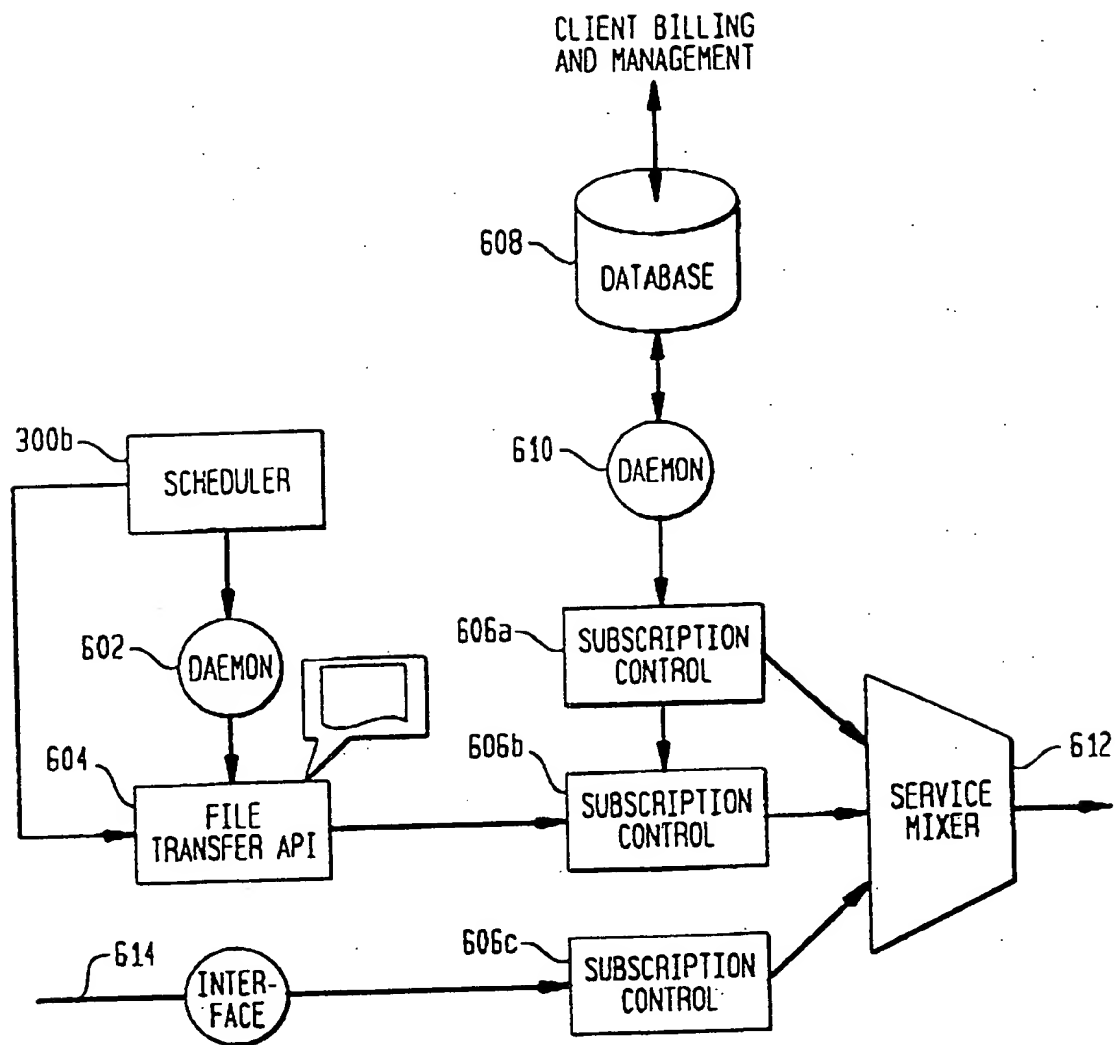 CLIENT BILLING
AND MANAGEMENT
608
DATABASE
300b
SCHEDULER
610
DAEMON
602
DAEMON
606a
SUBSCRIPTION
CONTROL
604
FILE
TRANSFER API
606b
SUBSCRIPTION
CONTROL
612
SERVICE
MIXER
614
INTER-
FACE
606c
SUBSCRIPTION
CONTROL